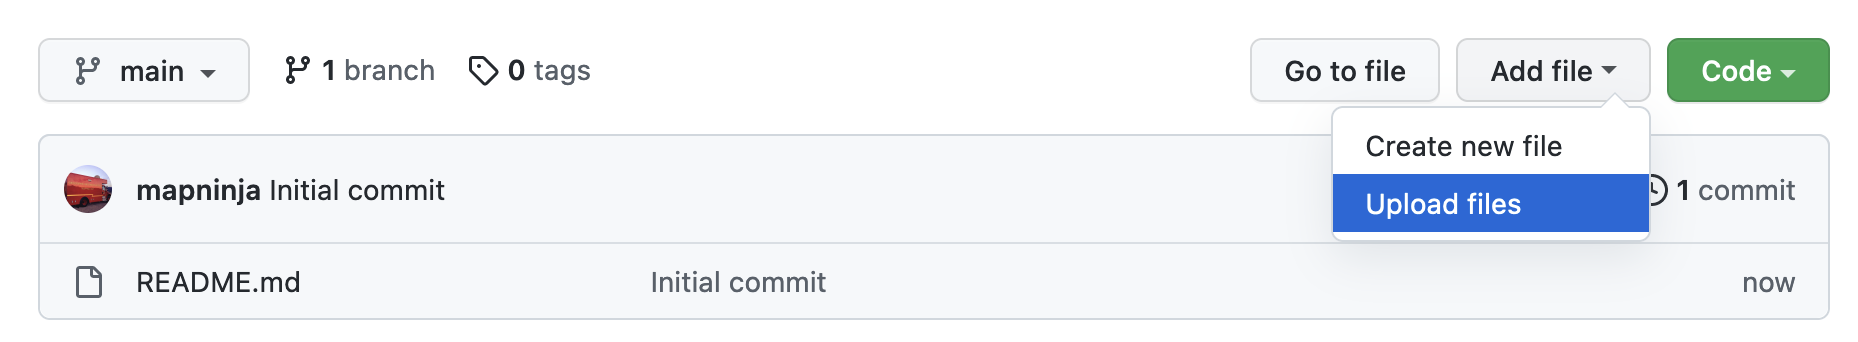 main 1 branch 0 tags Go to file Add file Code
Create new file
mapninja Initial commit 1 commit
Upload files
README.md Initial commit now